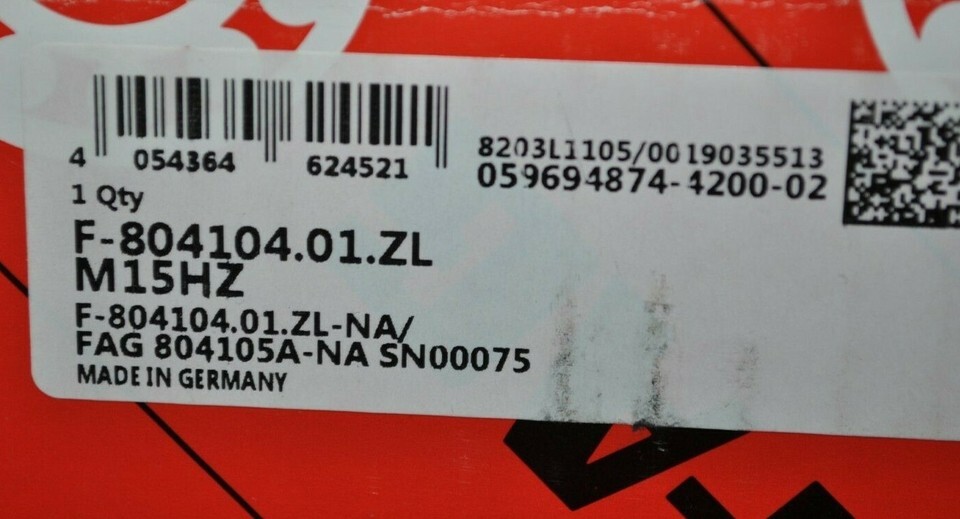 4 054364 624521
8203L1105/0019035513
059694874-4200-02
1 Qty
F-804104.01.ZL
M15HZ
F-804104.01.ZL-NA/
FAG 804105A-NA SN00075
MADE IN GERMANY